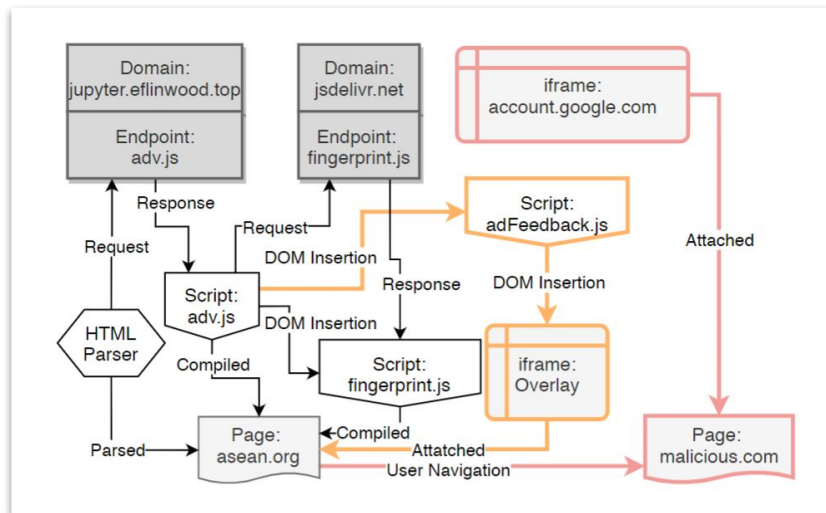 Domain:
jupyter.eflinwood.top
Endpoint:
adv.js
Domain:
jsdelivr.net
Endpoint:
fingerprint.js
iframe:
account.google.com
Response
Request
Request
DOM Insertion
Script:
adFeedback.js
Attached
Script:
adv.js
DOM Insertion
Response
DOM Insertion
HTML
Parser
Compiled
Script:
fingerprint.js
iframe:
Overlay
Parsed
Page:
asean.org
Compiled
Attatched
User Navigation
Page:
malicious.com